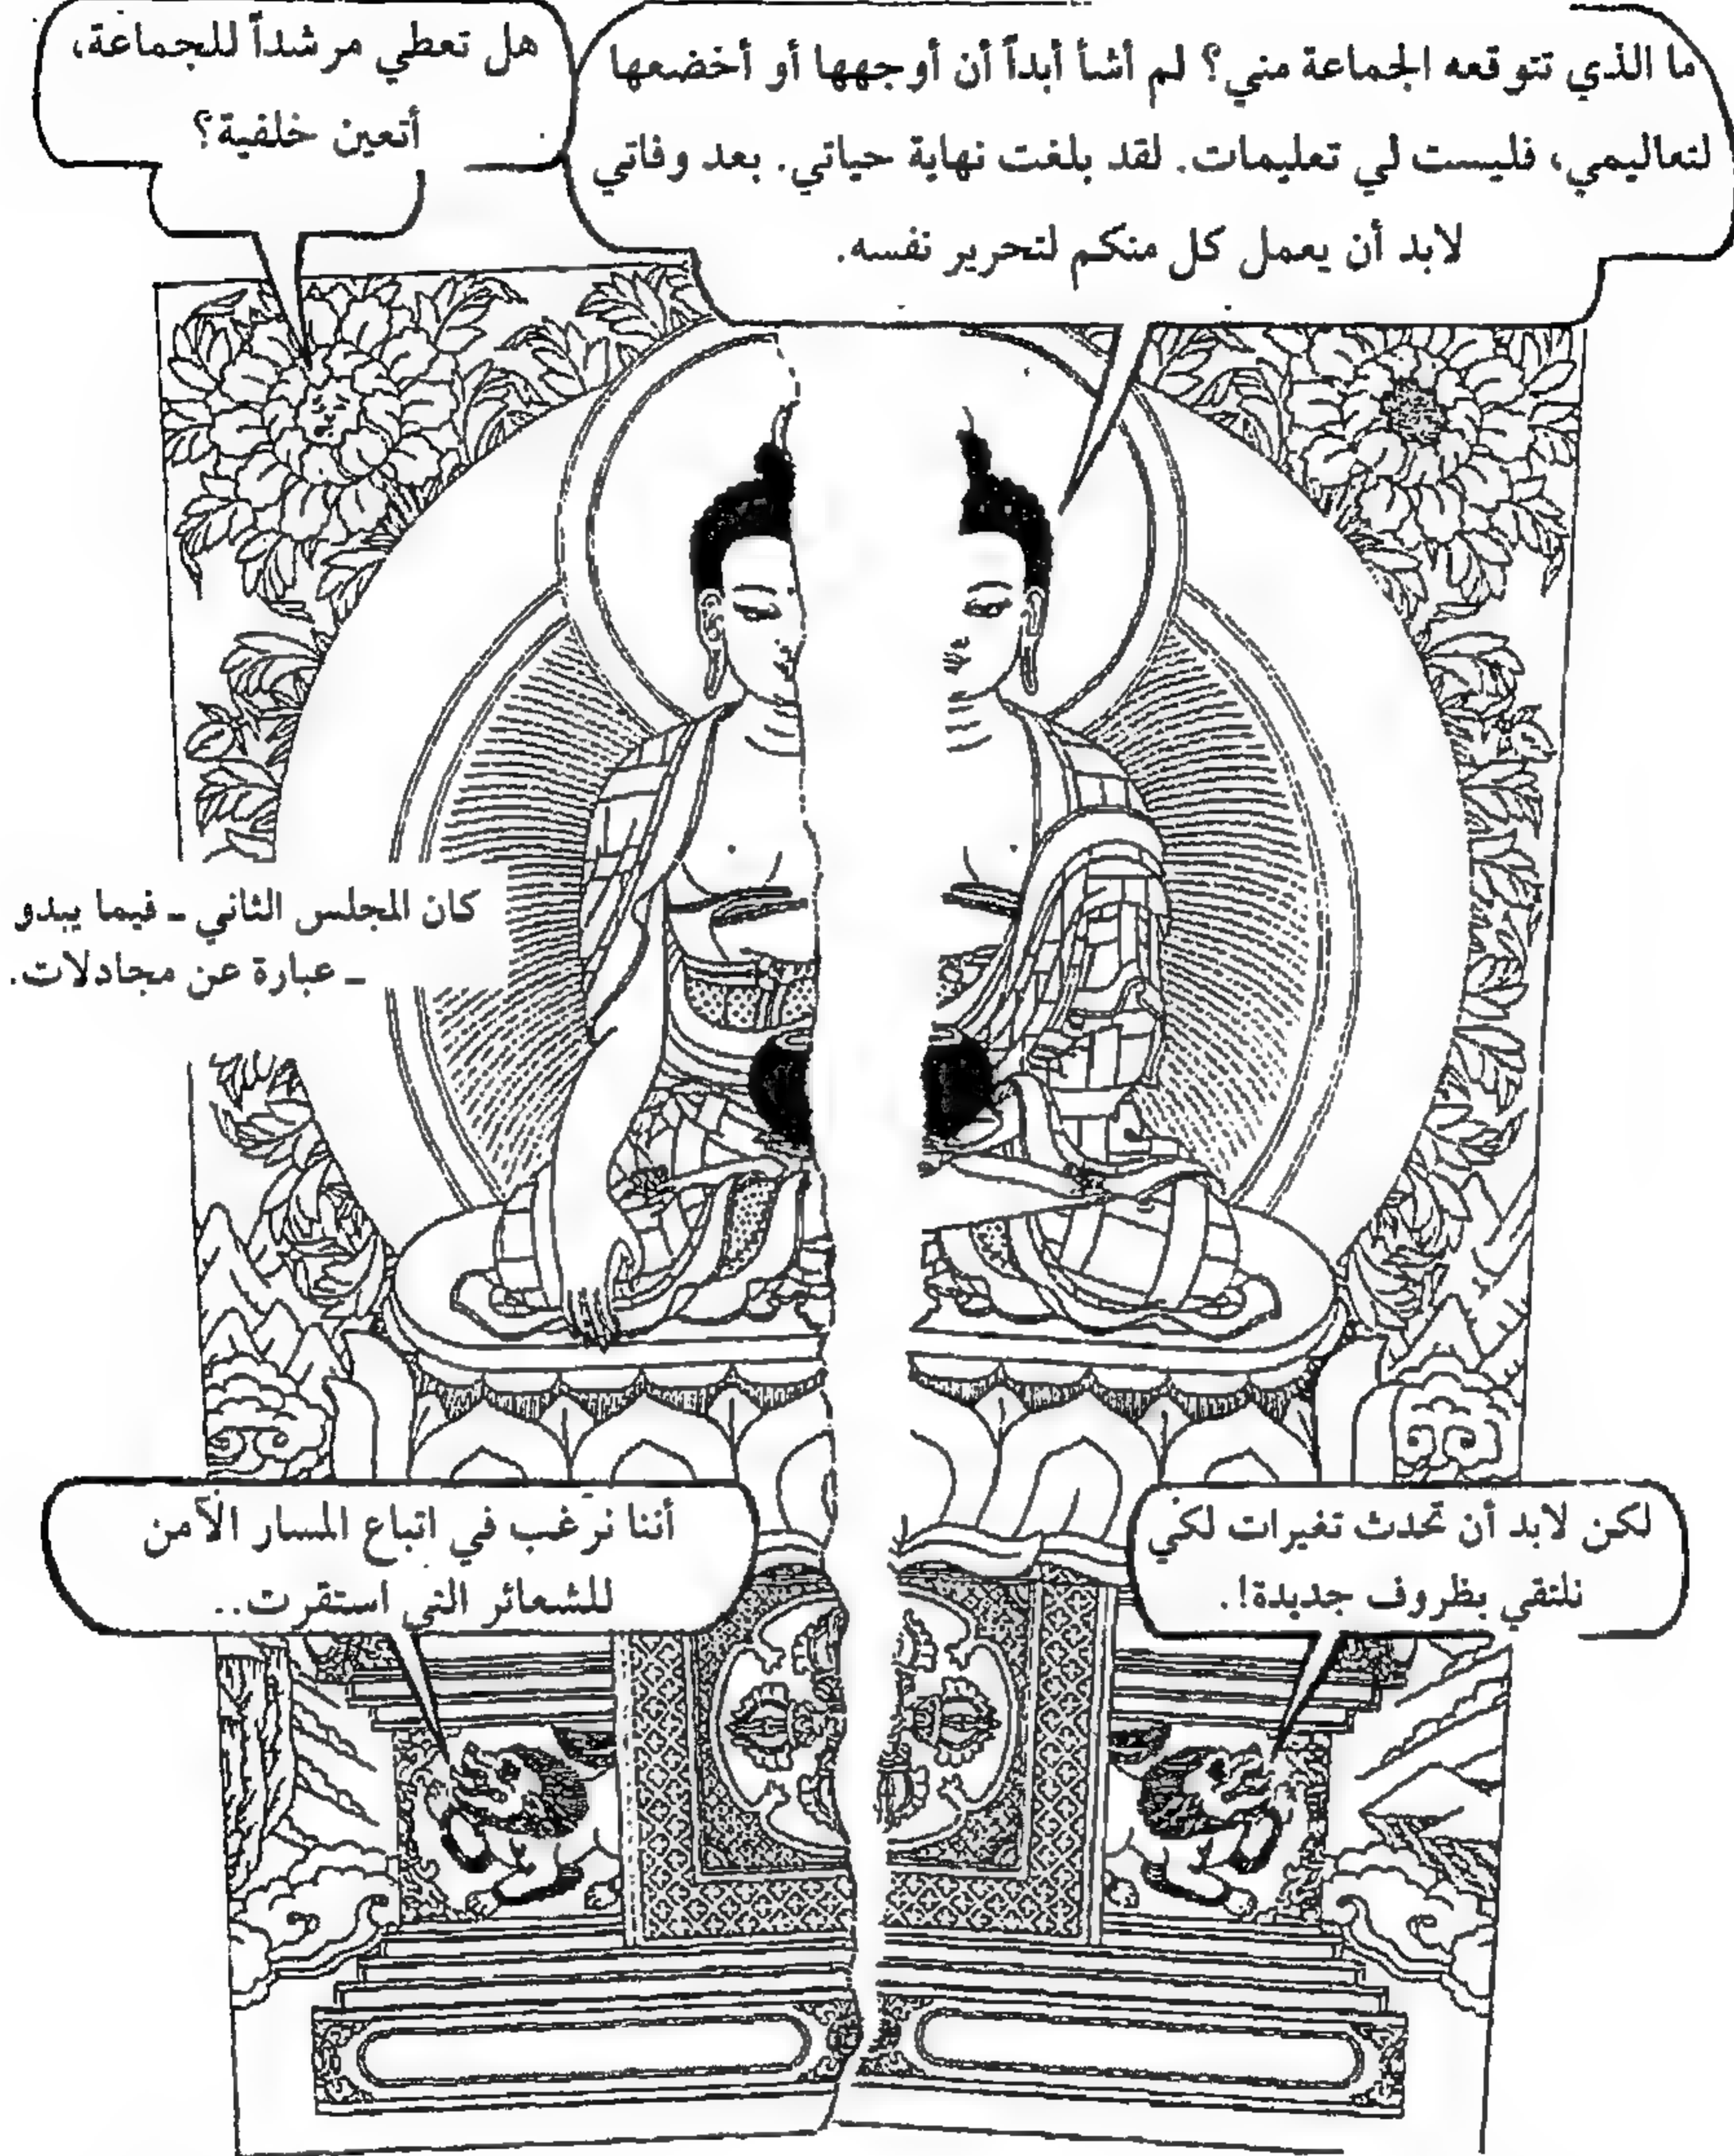 هل تعطي مرشداً للجماعة،
أتعين خلفية؟
ما الذي تتوقعه الجماعة مني؟ لم أشأ أبداً أن أوجهها أو أخضعها
لتعاليمي، فليست لي تعليمات. لقد بلغت نهاية حياتي. بعد وفاتي
لابد أن يعمل كل منكم لتحرير نفسه.
كان المجلس الثاني - فيما يبدو
- عبارة عن مجادلات.
أننا نرغب في اتباع المسار الآمن
للشعائر التي استقرت..
لكن لابد أن تحدث تغيرات لكي
نلتقي بظروف جديدة!.